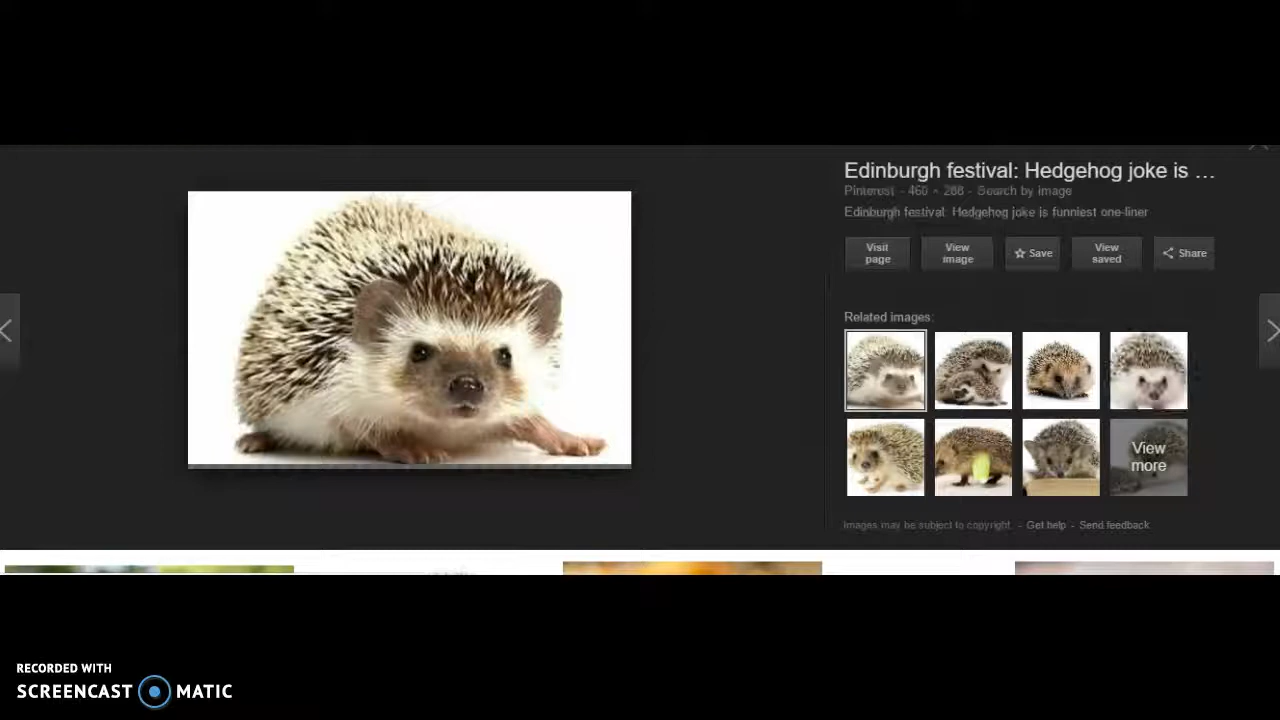 Edinburgh festival: Hedgehog joke is ...
Pinterest - 460 × 288 - Search by image
Edinburgh festival: Hedgehog joke is funniest one-liner
Visit page
View image
Save
View saved
Share
Related images:
View more
Images may be subject to copyright. - Get help - Send feedback
RECORDED WITH
SCREENCAST MATIC